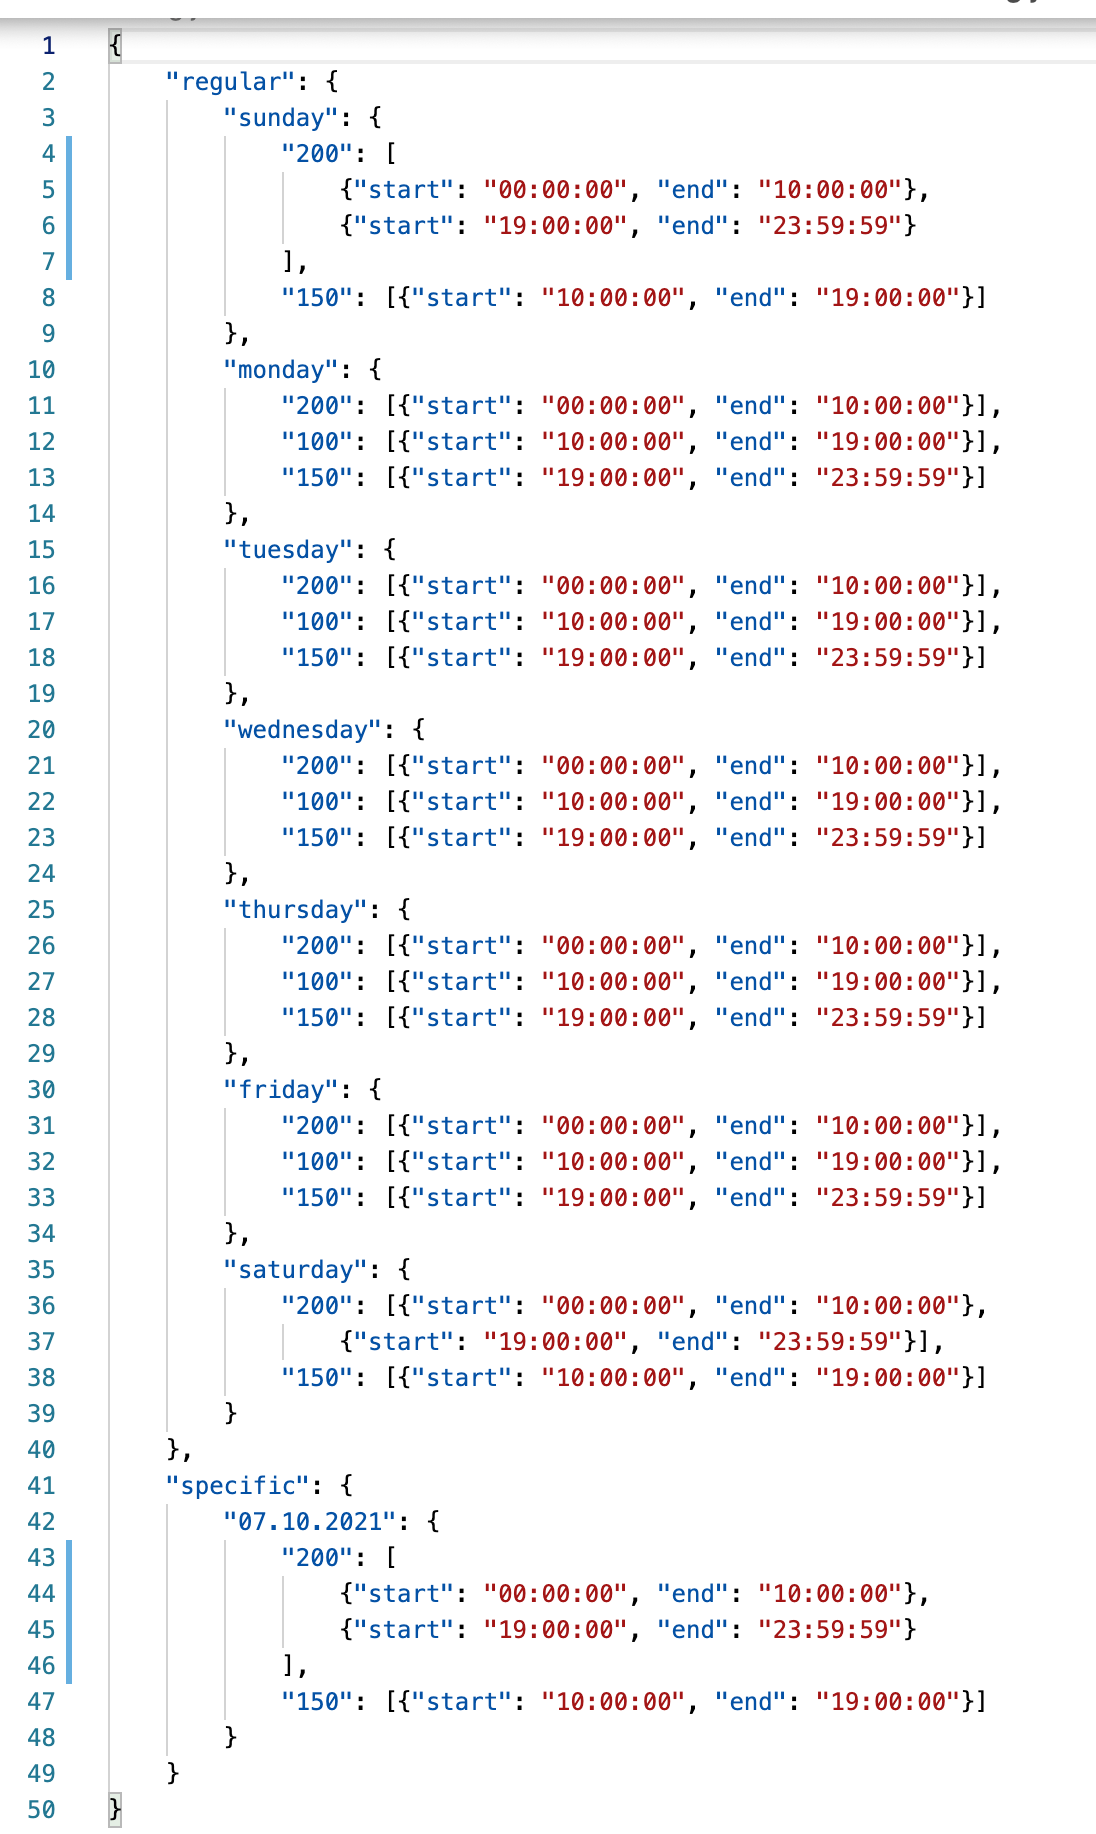 1 {
2     "regular": {
3         "sunday": {
4             "200": [
5                 {"start": "00:00:00", "end": "10:00:00"},
6                 {"start": "19:00:00", "end": "23:59:59"}
7             ],
8             "150": [{"start": "10:00:00", "end": "19:00:00"}]
9         },
10         "monday": {
11             "200": [{"start": "00:00:00", "end": "10:00:00"}],
12             "100": [{"start": "10:00:00", "end": "19:00:00"}],
13             "150": [{"start": "19:00:00", "end": "23:59:59"}]
14         },
15         "tuesday": {
16             "200": [{"start": "00:00:00", "end": "10:00:00"}],
17             "100": [{"start": "10:00:00", "end": "19:00:00"}],
18             "150": [{"start": "19:00:00", "end": "23:59:59"}]
19         },
20         "wednesday": {
21             "200": [{"start": "00:00:00", "end": "10:00:00"}],
22             "100": [{"start": "10:00:00", "end": "19:00:00"}],
23             "150": [{"start": "19:00:00", "end": "23:59:59"}]
24         },
25         "thursday": {
26             "200": [{"start": "00:00:00", "end": "10:00:00"}],
27             "100": [{"start": "10:00:00", "end": "19:00:00"}],
28             "150": [{"start": "19:00:00", "end": "23:59:59"}]
29         },
30         "friday": {
31             "200": [{"start": "00:00:00", "end": "10:00:00"}],
32             "100": [{"start": "10:00:00", "end": "19:00:00"}],
33             "150": [{"start": "19:00:00", "end": "23:59:59"}]
34         },
35         "saturday": {
36             "200": [{"start": "00:00:00", "end": "10:00:00"},
37                 {"start": "19:00:00", "end": "23:59:59"}],
38             "150": [{"start": "10:00:00", "end": "19:00:00"}]
39         }
40     },
41     "specific": {
42         "07.10.2021": {
43             "200": [
44                 {"start": "00:00:00", "end": "10:00:00"},
45                 {"start": "19:00:00", "end": "23:59:59"}
46             ],
47             "150": [{"start": "10:00:00", "end": "19:00:00"}]
48         }
49     }
50 }